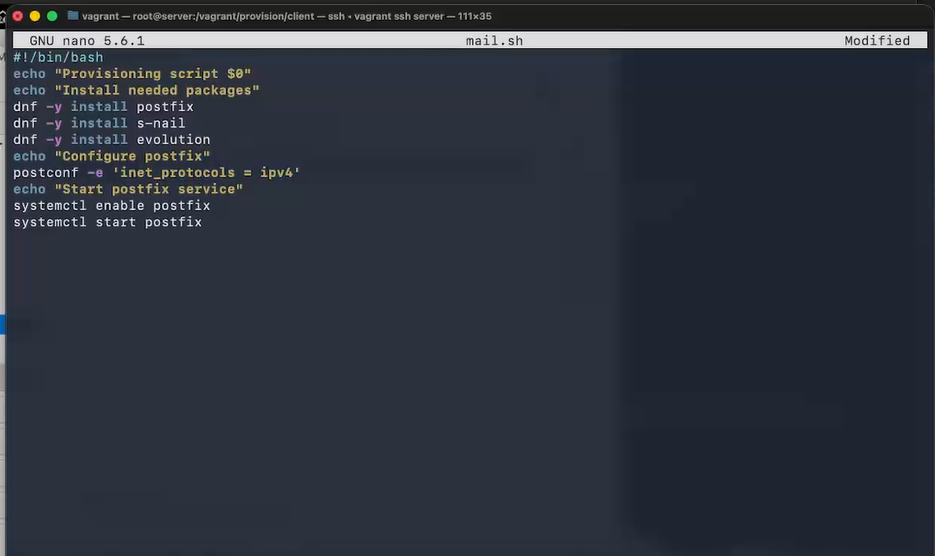 vagrant — root@server:/vagrant/provision/client — ssh ◂ vagrant ssh server — 111×35
GNU nano 5.6.1 mail.sh Modified
#!/bin/bash
echo "Provisioning script $0"
echo "Install needed packages"
dnf -y install postfix
dnf -y install s-nail
dnf -y install evolution
echo "Configure postfix"
postconf -e 'inet_protocols = ipv4'
echo "Start postfix service"
systemctl enable postfix
systemctl start postfix